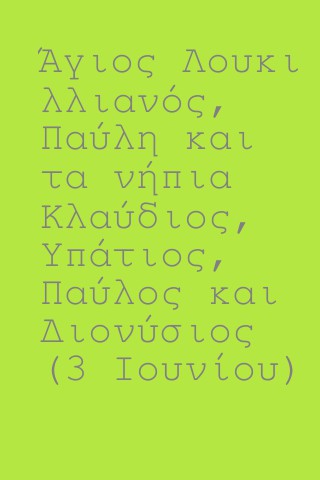 Άγιος Λουκι
λλιανός,
Παύλη και
τα νήπια
Κλαύδιος,
Υπάτιος,
Παύλος και
Διονύσιος
(3 Ιουνίου)